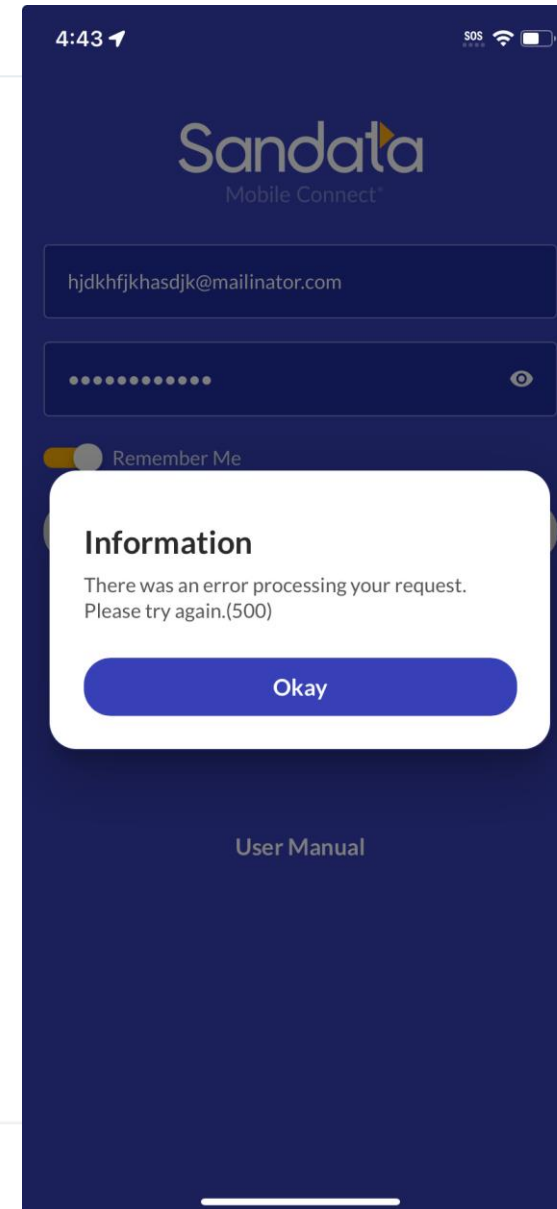 4:43
SOS
Sandata
Mobile Connect
hjdkhfjkhasdjk@mailinator.com
Remember Me
Information
There was an error processing your request.
Please try again.(500)
Okay
User Manual